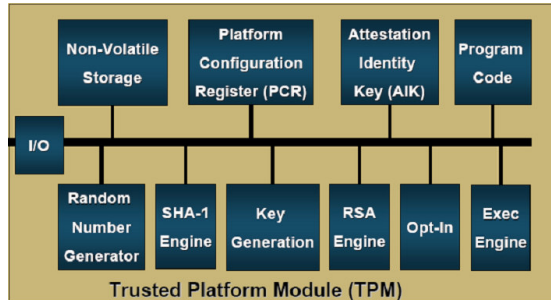 Non-Volatile
Storage
Platform
Configuration
Register (PCR)
Attestation
Identity
Key (AIK)
Program
Code
I/O
Random
Number
Generator
SHA-1
Engine
Key
Generation
RSA
Engine
Opt-In
Exec
Engine
Trusted Platform Module (TPM)